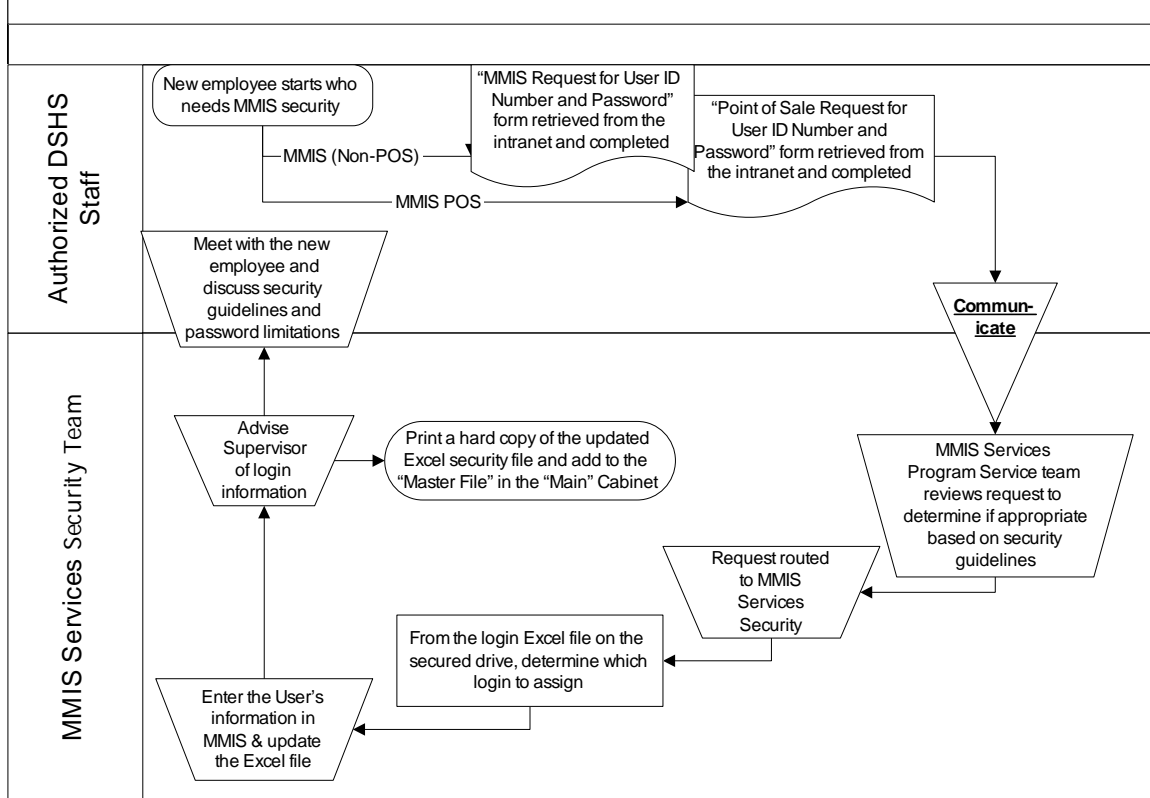 Authorized DSHS
Staff
New employee starts who
needs MMIS security
“MMIS Request for User ID
Number and Password”
form retrieved from the
intranet and completed
“Point of Sale Request for
User ID Number and
Password” form retrieved from
the intranet and completed
MMIS (Non-POS)
MMIS POS
Meet with the new
employee and
discuss security
guidelines and
password limitations
Commun-
icate
MMIS Services Security Team
Advise
Supervisor
of login
information
Print a hard copy of the updated
Excel security file and add to the
“Master File” in the “Main” Cabinet
MMIS Services
Program Service team
reviews request to
determine if appropriate
based on security
guidelines
Request routed
to MMIS
Services
Security
From the login Excel file on the
secured drive, determine which
login to assign
Enter the User’s
information in
MMIS & update
the Excel file